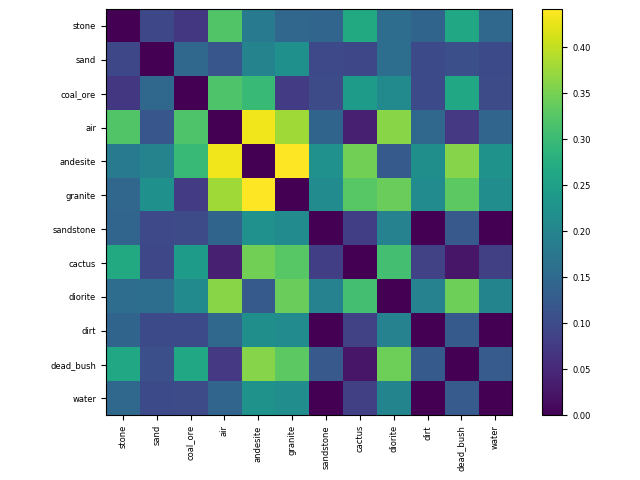 stone
sand
coal_ore
air
andesite
granite
sandstone
cactus
diorite
dirt
dead_bush
water
stone
sand
coal_ore
air
andesite
granite
sandstone
cactus
diorite
dirt
dead_bush
water
0.40
0.35
0.30
0.25
0.20
0.15
0.10
0.05
0.00